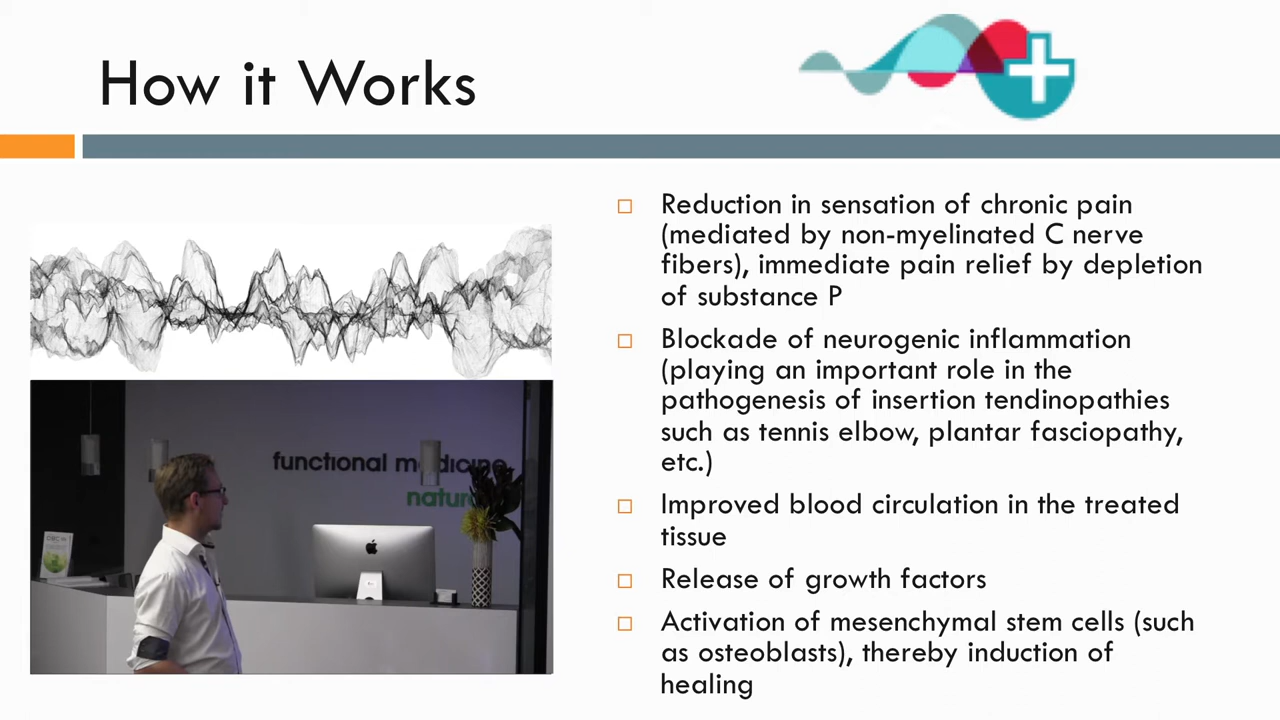 How it Works
Reduction in sensation of chronic pain
(mediated by non-myelinated C nerve
fibers), immediate pain relief by depletion
of substance P
Blockade of neurogenic inflammation
(playing an important role in the
pathogenesis of insertion tendinopathies
such as tennis elbow, plantar fasciopathy,
etc.)
Improved blood circulation in the treated
tissue
Release of growth factors
Activation of mesenchymal stem cells (such
as osteoblasts), thereby induction of
healing
functional